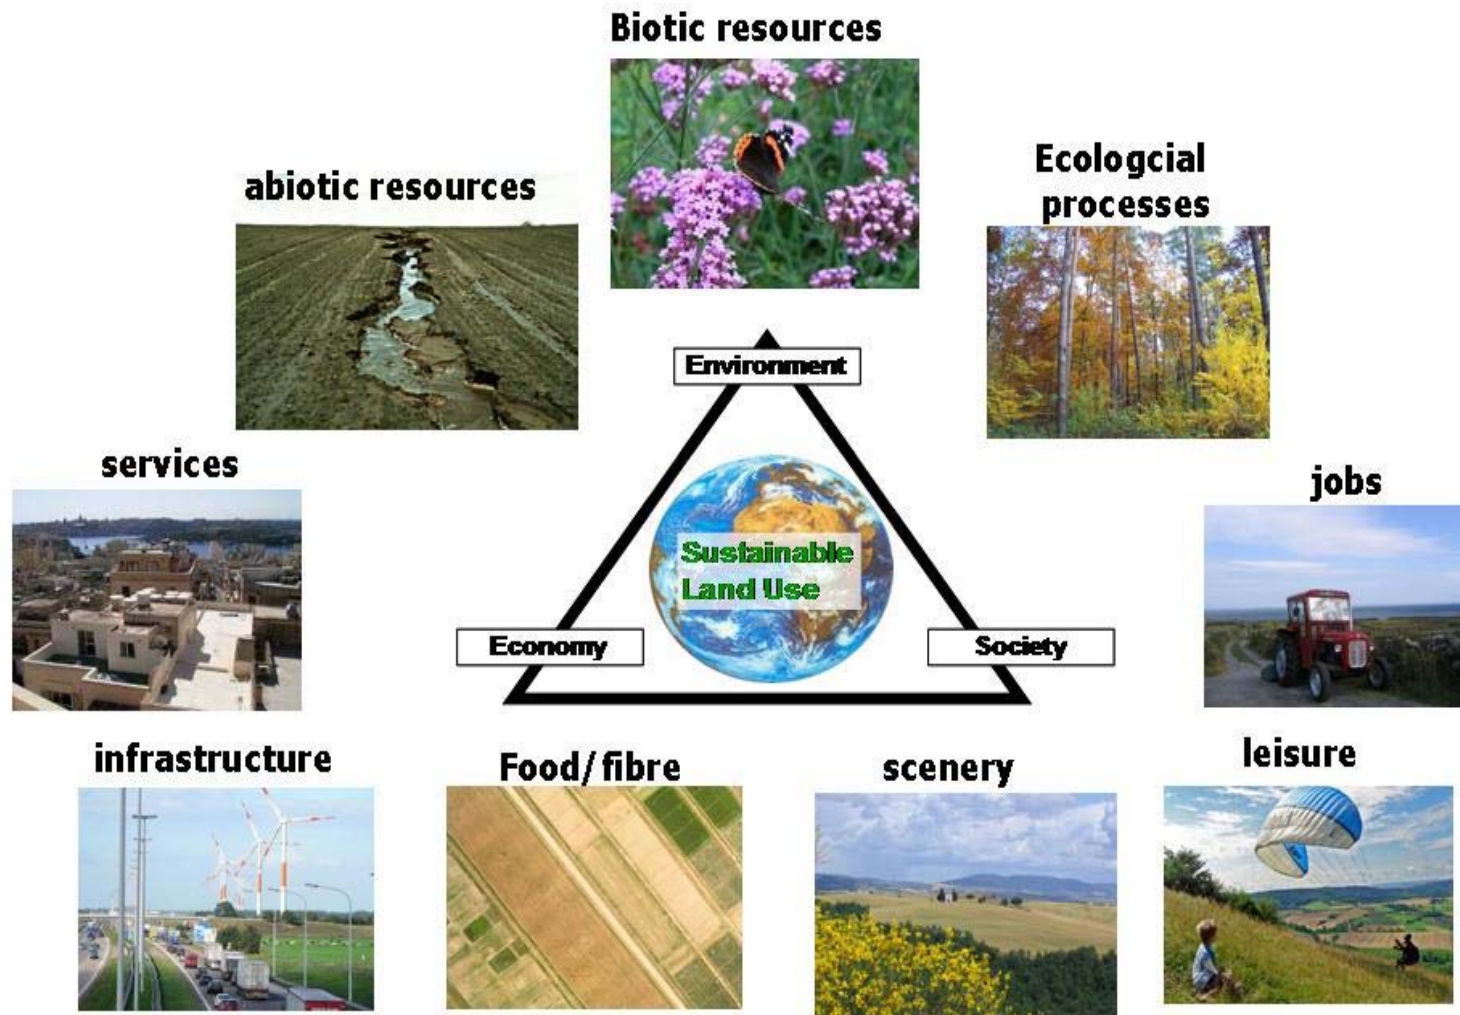 Biotic resources
abiotic resources
Ecologcial
processes
Environment
services
jobs
Sustainable
Land Use
Economy
Society
infrastructure
Food/fibre
scenery
leisure